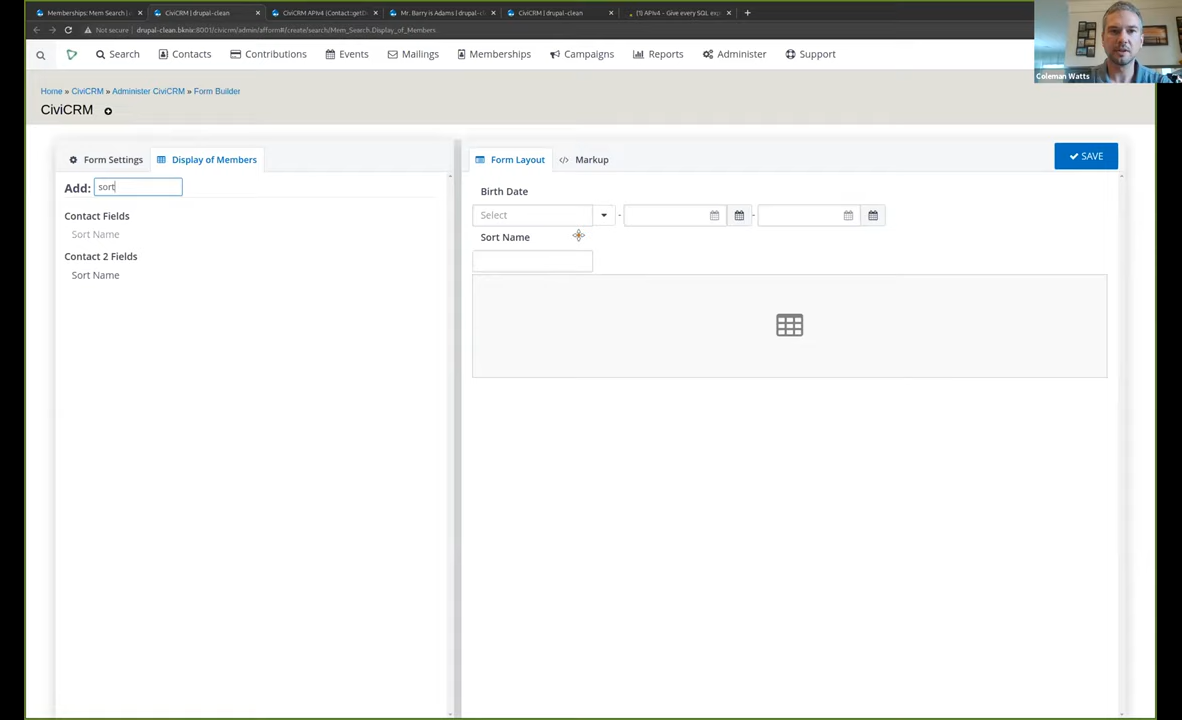 Memberships: Mem Search |
CiviCRM | drupal-clean
CiviCRM APIv4 (Contact::get
Mr. Barry is Adams | drupal-
CiviCRM | drupal-clean
APIv4 - Give every SQL
Not secure | drupal-clean.bknix:8001/civicrm/admin/afform#/create/search/Mem_Search.Display_of_Members
Search Contacts Contributions Events Mailings Memberships Campaigns Reports Administer Support
Coleman Watts
Home » CiviCRM » Administer CiviCRM » Form Builder
CiviCRM
Form Settings Display of Members
Form Layout Markup SAVE
Add: sort
Contact Fields
Sort Name
Contact 2 Fields
Sort Name
Birth Date
Select - -
Sort Name